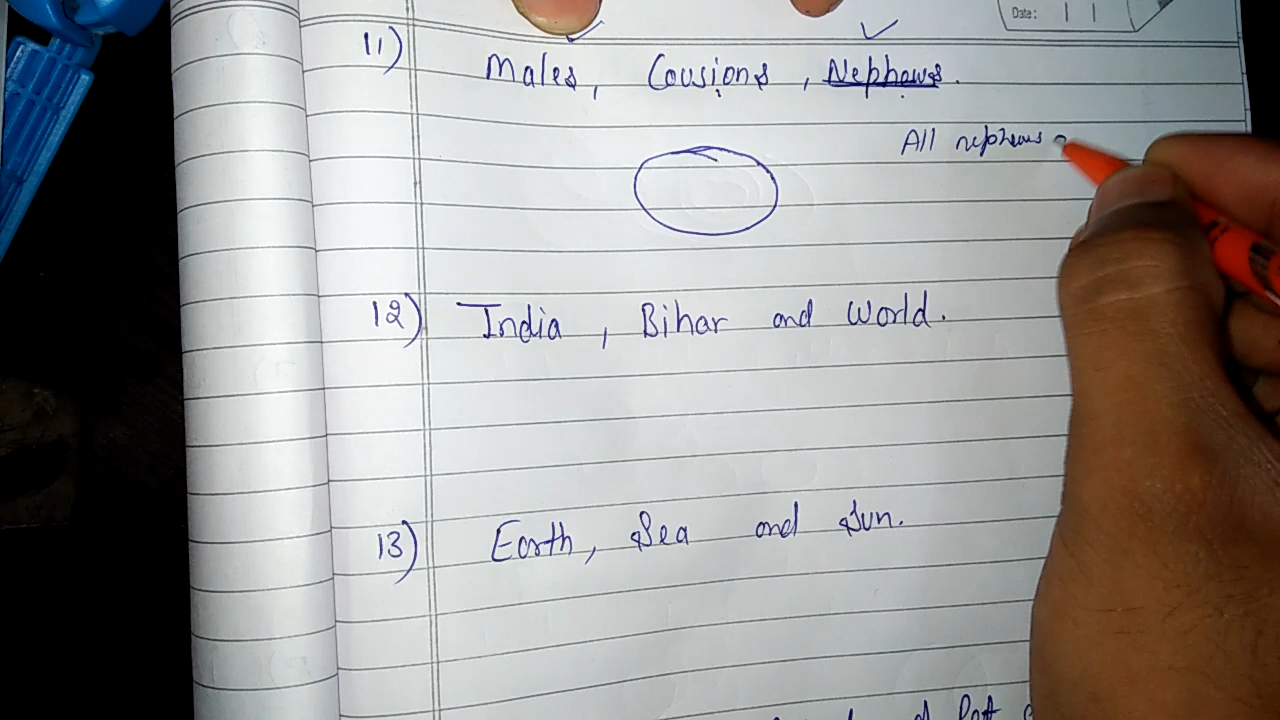 Date:
11) Males, Cousions, Nephews.
All nephews
12) India, Bihar and World.
13) Earth, Sea and Sun.